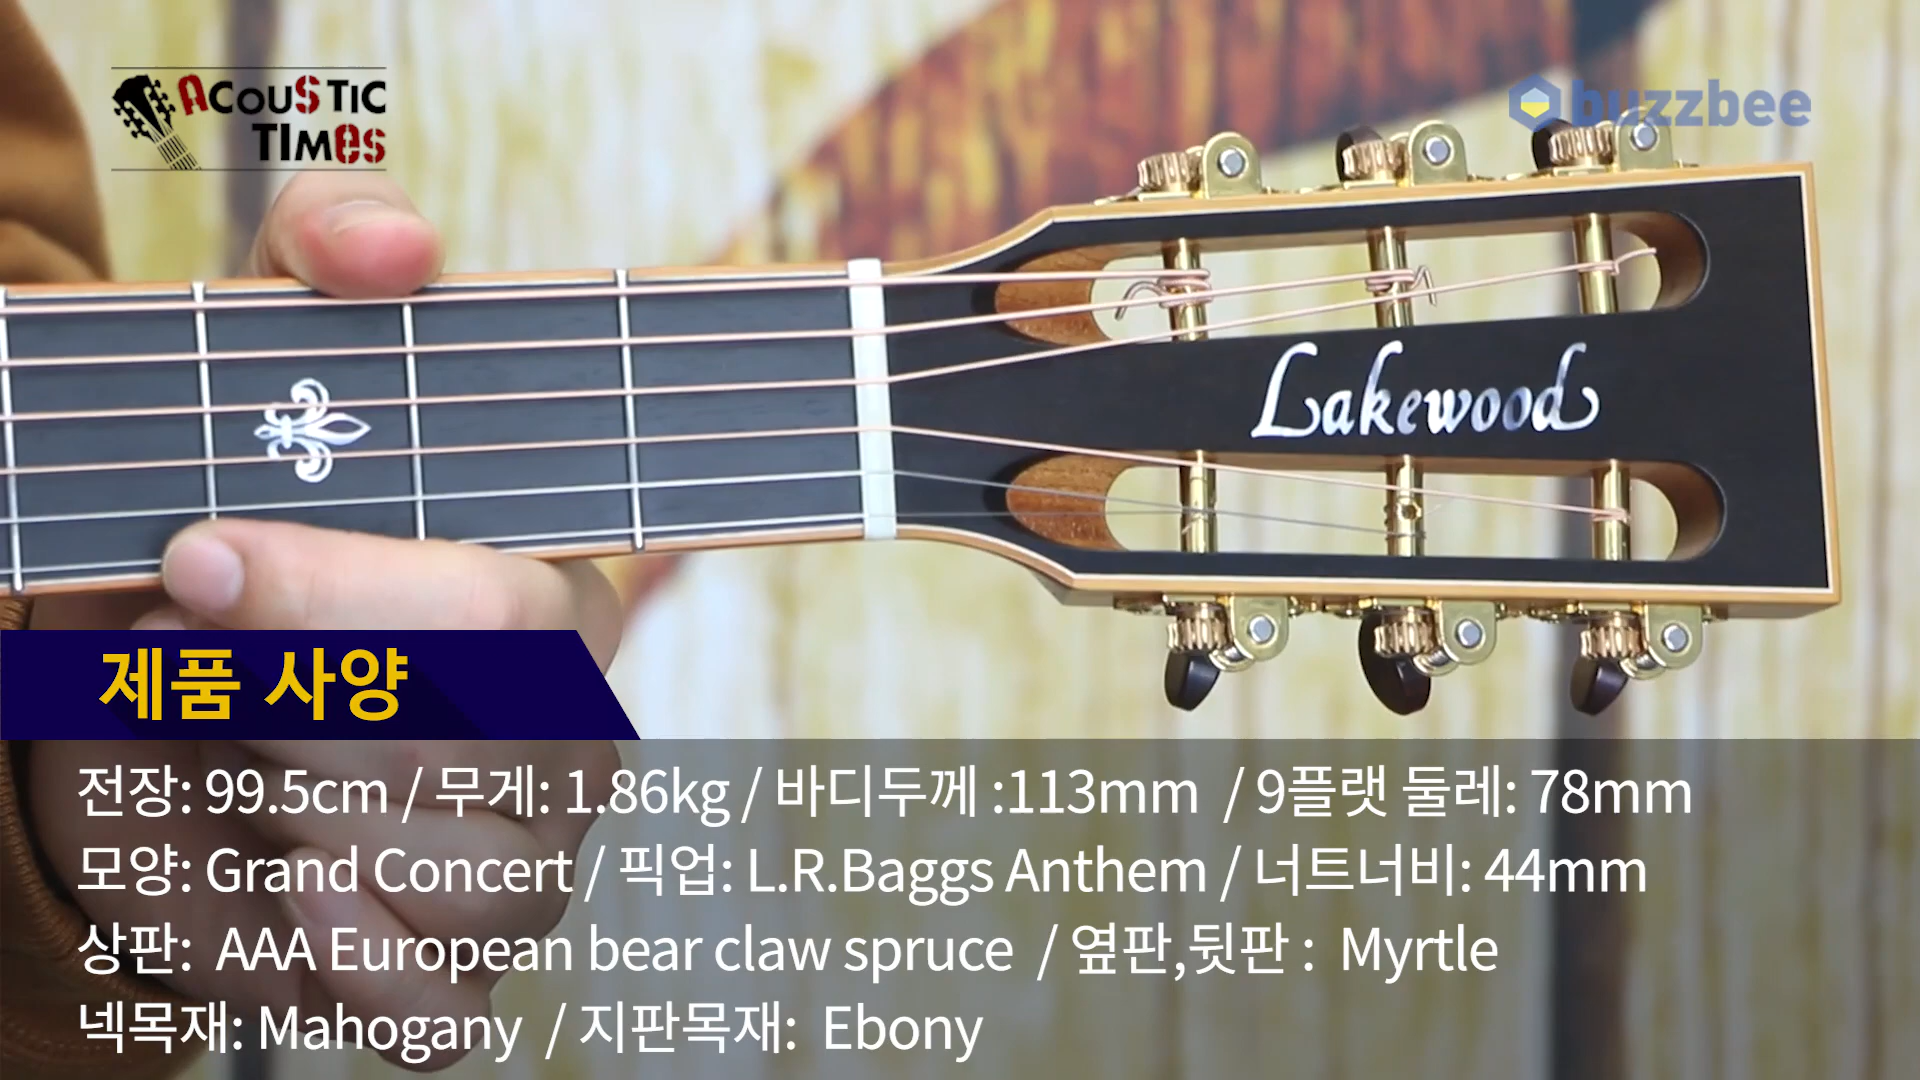 ACOUSTIC
TIMES
buzzbee
Lakewood
제품 사양
전장: 99.5cm / 무게: 1.86kg / 바디두께 :113mm / 9플랫 둘레: 78mm
모양: Grand Concert / 픽업: L.R.Baggs Anthem / 너트너비: 44mm
상판: AAA European bear claw spruce / 옆판,뒷판 : Myrtle
넥목재: Mahogany / 지판목재: Ebony